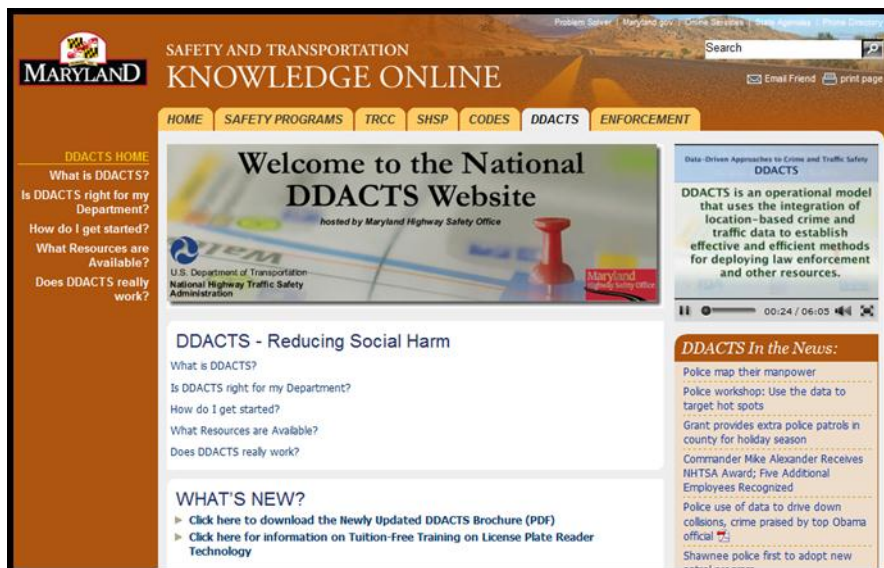 Problem Solver | Maryland.gov | Online Services | State Agencies | Phone Directory
MARYLAND
SAFETY AND TRANSPORTATION
KNOWLEDGE ONLINE
Search
Email Friend print page
HOME SAFETY PROGRAMS TRCC SHSP CODES DDACTS ENFORCEMENT
DDACTS HOME
What is DDACTS?
Is DDACTS right for my
Department?
How do I get started?
What Resources are
Available?
Does DDACTS really
work?
Welcome to the National
DDACTS Website
hosted by Maryland Highway Safety Office
U.S. Department of Transportation
National Highway Traffic Safety
Administration
Maryland
Highway Safety Office
Data-Driven Approaches to Crime and Traffic Safety
DDACTS
DDACTS is an operational model
that uses the integration of
location-based crime and
traffic data to establish
effective and efficient methods
for deploying law enforcement
and other resources.
00:24 / 06:05
DDACTS - Reducing Social Harm
What is DDACTS?
Is DDACTS right for my Department?
How do I get started?
What Resources are Available?
Does DDACTS really work?
WHAT'S NEW?
Click here to download the Newly Updated DDACTS Brochure (PDF)
Click here for information on Tuition-Free Training on License Plate Reader
Technology
DDACTS In the News:
Police map their manpower
Police workshop: Use the data to
target hot spots
Grant provides extra police patrols in
county for holiday season
Commander Mike Alexander Receives
NHTSA Award; Five Additional
Employees Recognized
Police use of data to drive down
collisions, crime praised by top Obama
official
Shawnee police first to adopt new